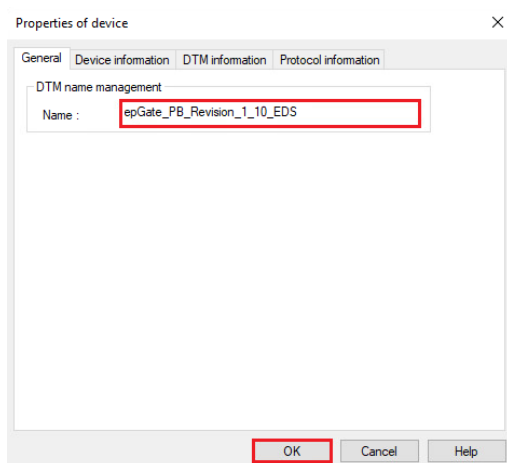 Properties of device
General Device information DTM information Protocol information
DTM name management
Name : epGate_PB_Revision_1_10_EDS
OK Cancel Help